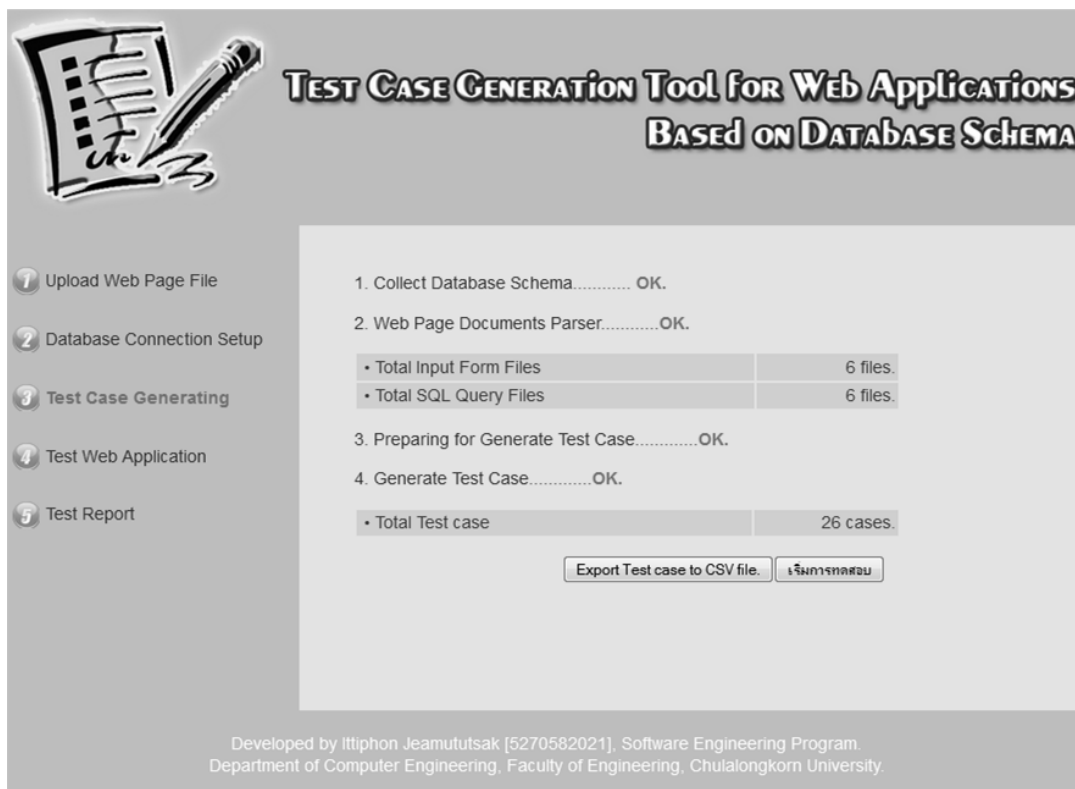 Test Case Generation Tool for Web Applications
Based on Database Schema
1 Upload Web Page File
2 Database Connection Setup
3 Test Case Generating
4 Test Web Application
5 Test Report
1. Collect Database Schema............ OK.
2. Web Page Documents Parser............OK.
• Total Input Form Files 6 files.
• Total SQL Query Files 6 files.
3. Preparing for Generate Test Case.............OK.
4. Generate Test Case.............OK.
• Total Test case 26 cases.
Export Test case to CSV file. เริ่มการทดสอบ
Developed by Ittiphon Jeamututsak [5270582021], Software Engineering Program.
Department of Computer Engineering, Faculty of Engineering, Chulalongkorn University.